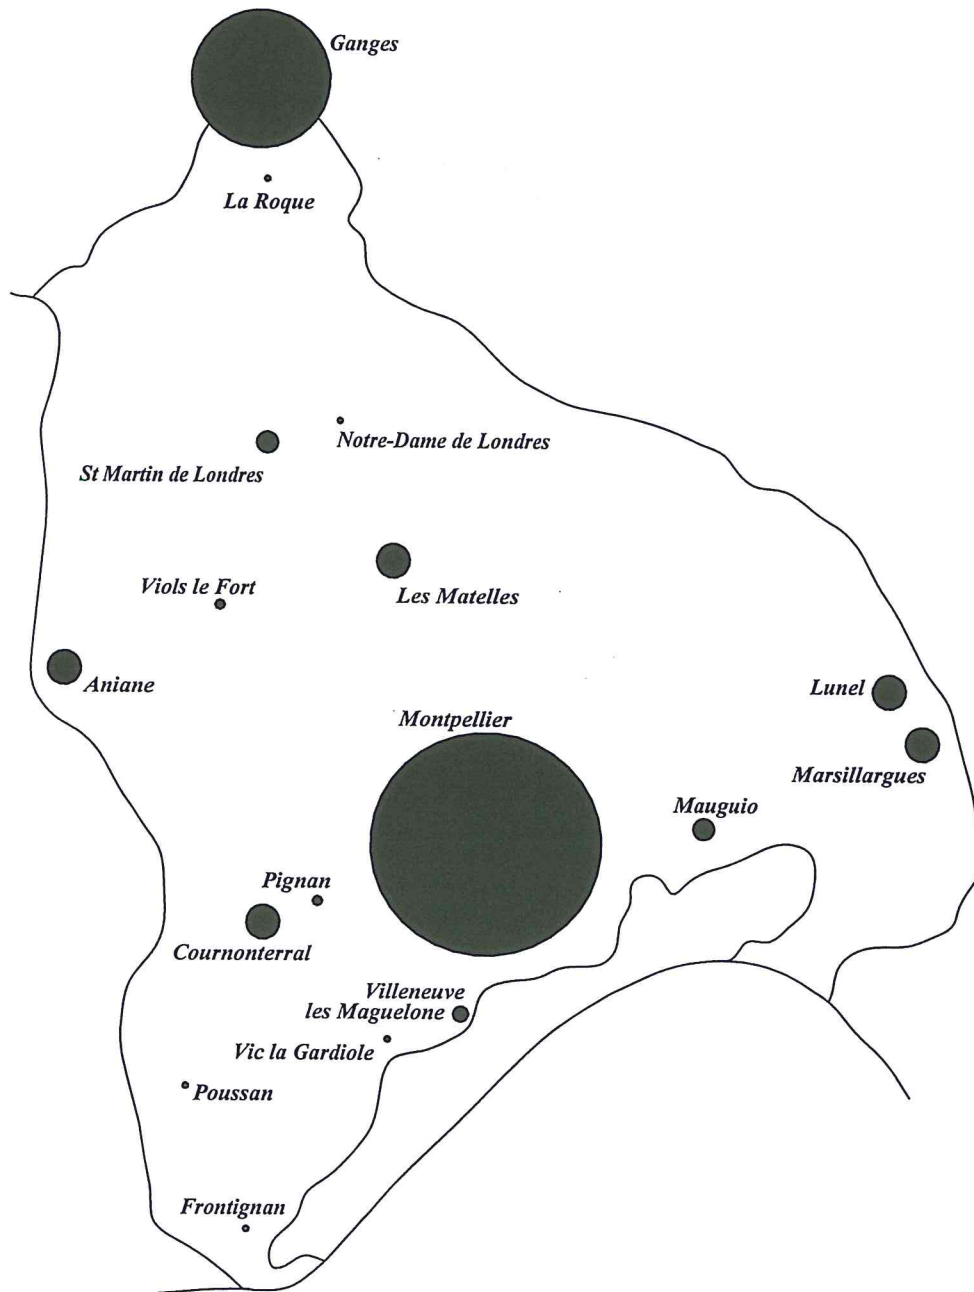 Ganges
La Roque
Notre-Dame de Londres
St Martin de Londres
Viols le Fort
Les Matelles
Aniane
Lunel
Montpellier
Marsillargues
Mauguio
Pignan
Cournonterral
Villeneuve
les Maguelone
Vic la Gardiole
Poussan
Frontignan